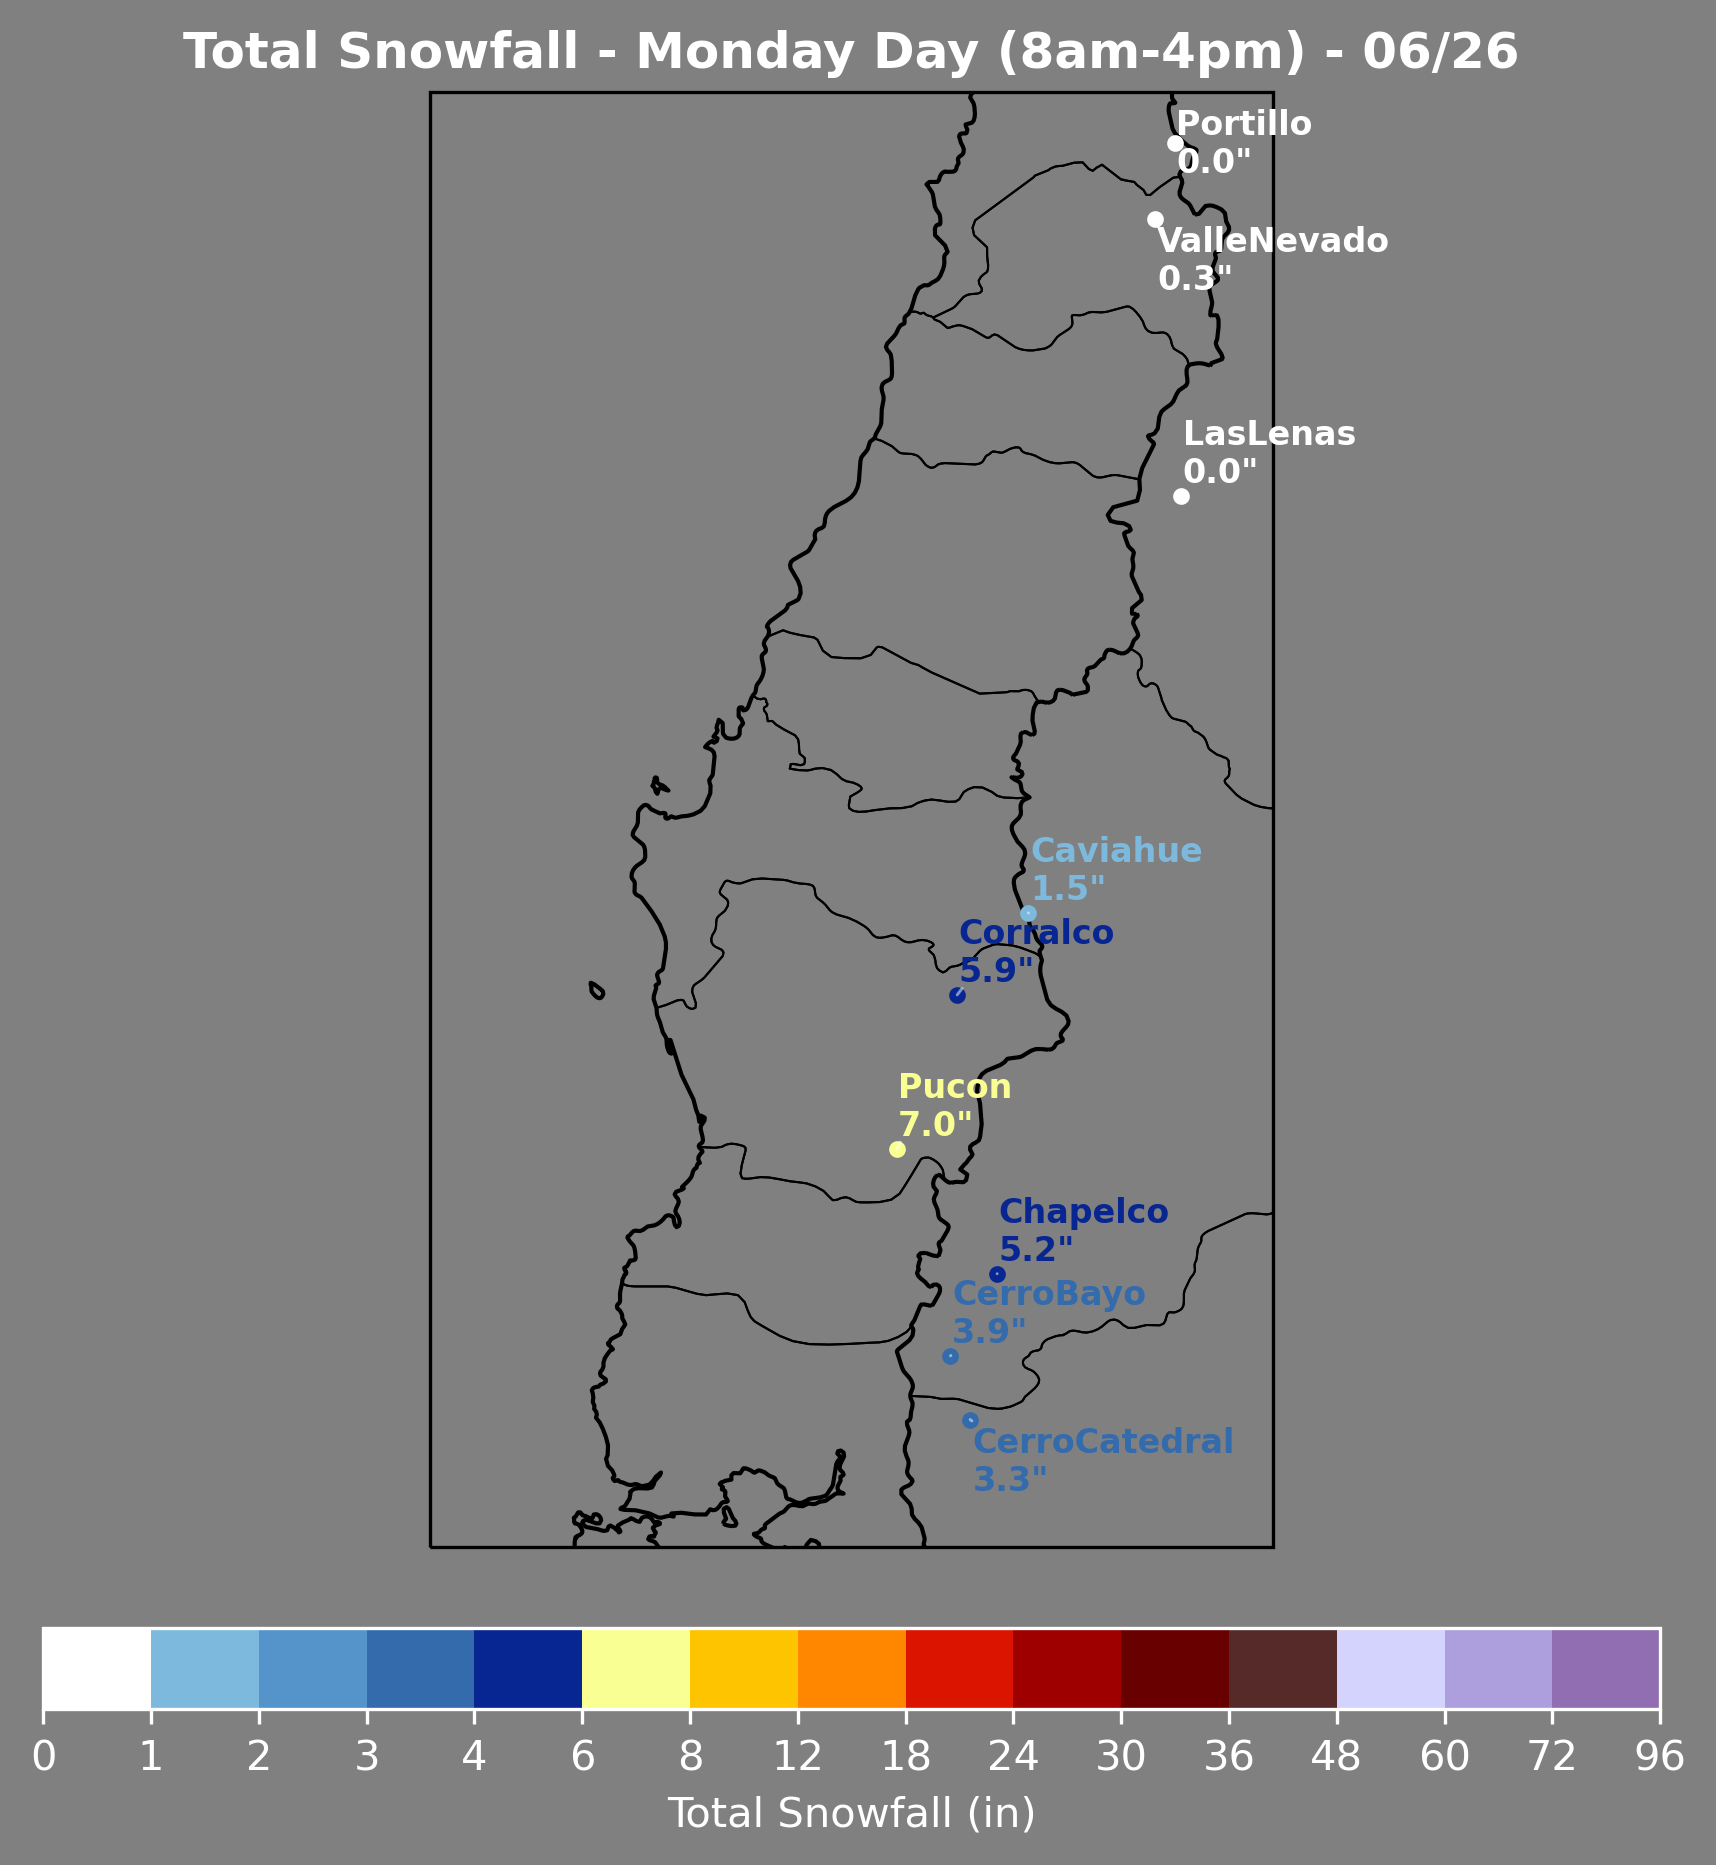 Total Snowfall - Monday Day (8am-4pm) - 06/26
Portillo
0.0"
ValleNevado
0.3"
LasLenas
0.0"
Caviahue
1.5"
Corralco
5.9"
Pucon
7.0"
Chapelco
5.2"
CerroBayo
3.9"
CerroCatedral
3.3"
0 1 2 3 4 6 8 12 18 24 30 36 48 60 72 96
Total Snowfall (in)